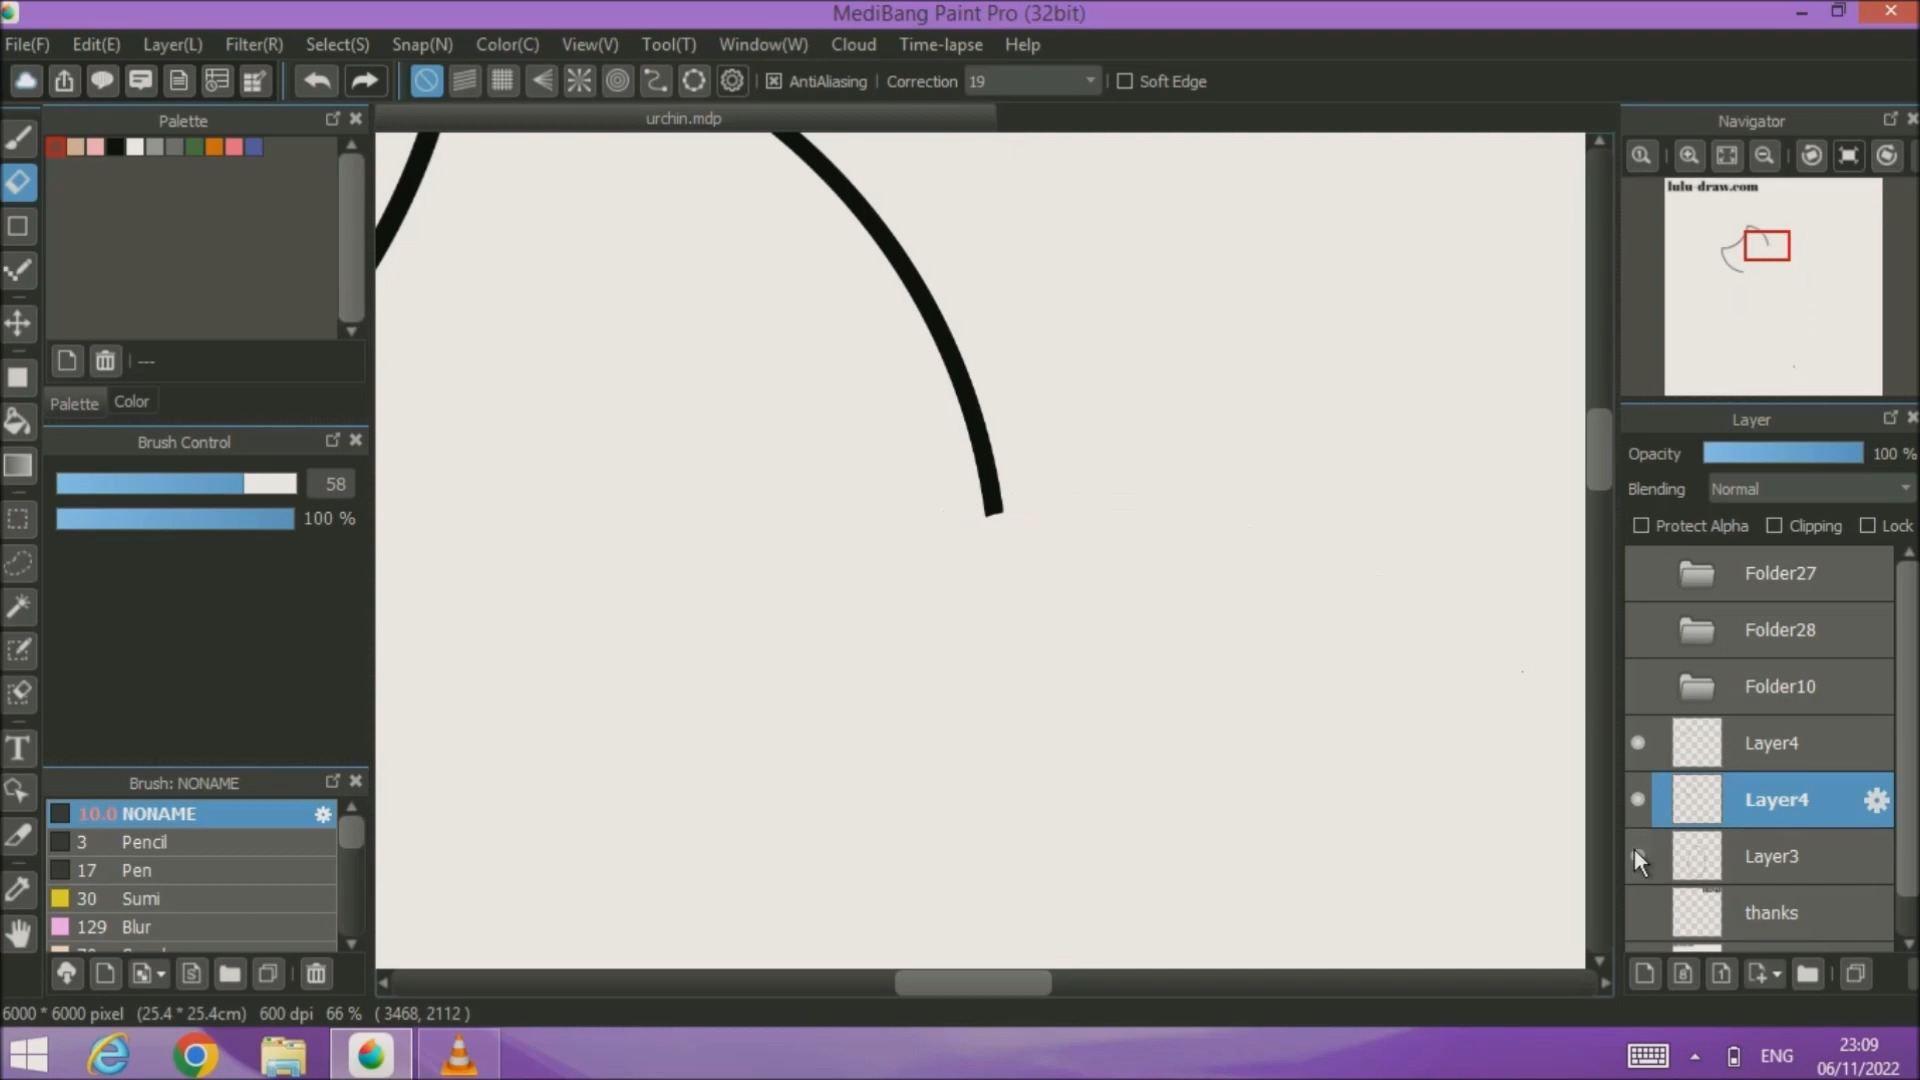 MediBang Paint Pro (32bit)
File(F) Edit(E) Layer(L) Filter(R) Select(S) Snap(N) Color(C) View(V) Tool(T) Window(W) Cloud Time-lapse Help
AntiAliasing Correction 19 Soft Edge
Palette
urchin.mdp
Navigator
lulu-draw.com
---
Palette Color
Brush Control
58
100 %
Layer
Opacity 100 %
Blending Normal
Protect Alpha Clipping Lock
Folder27
Folder28
Folder10
Layer4
Layer4
Layer3
thanks
Brush: NONAME
10.0 NONAME
3 Pencil
17 Pen
30 Sumi
129 Blur
6000 * 6000 pixel (25.4 * 25.4cm) 600 dpi 66 % ( 3468, 2112 )
ENG
23:09
06/11/2022